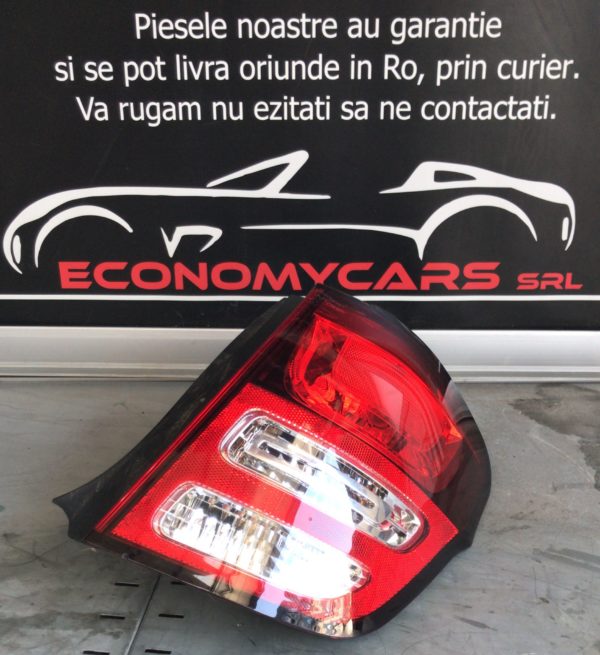 Piesele noastre au garantie
si se pot livra oriunde in Ro, prin curier.
Va rugam nu ezitati sa ne contactati.
ECONOMYCARS SRL